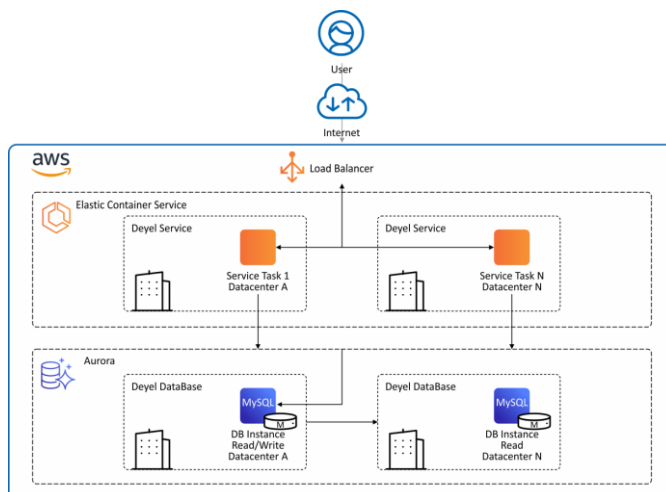 User
Internet
aws
Load Balancer
Elastic Container Service
Deyel Service
Service Task 1
Datacenter A
Deyel Service
Service Task N
Datacenter N
Aurora
Deyel DataBase
MySQL
M
DB Instance
Read/Write
Datacenter A
Deyel DataBase
MySQL
M
DB Instance
Read
Datacenter N